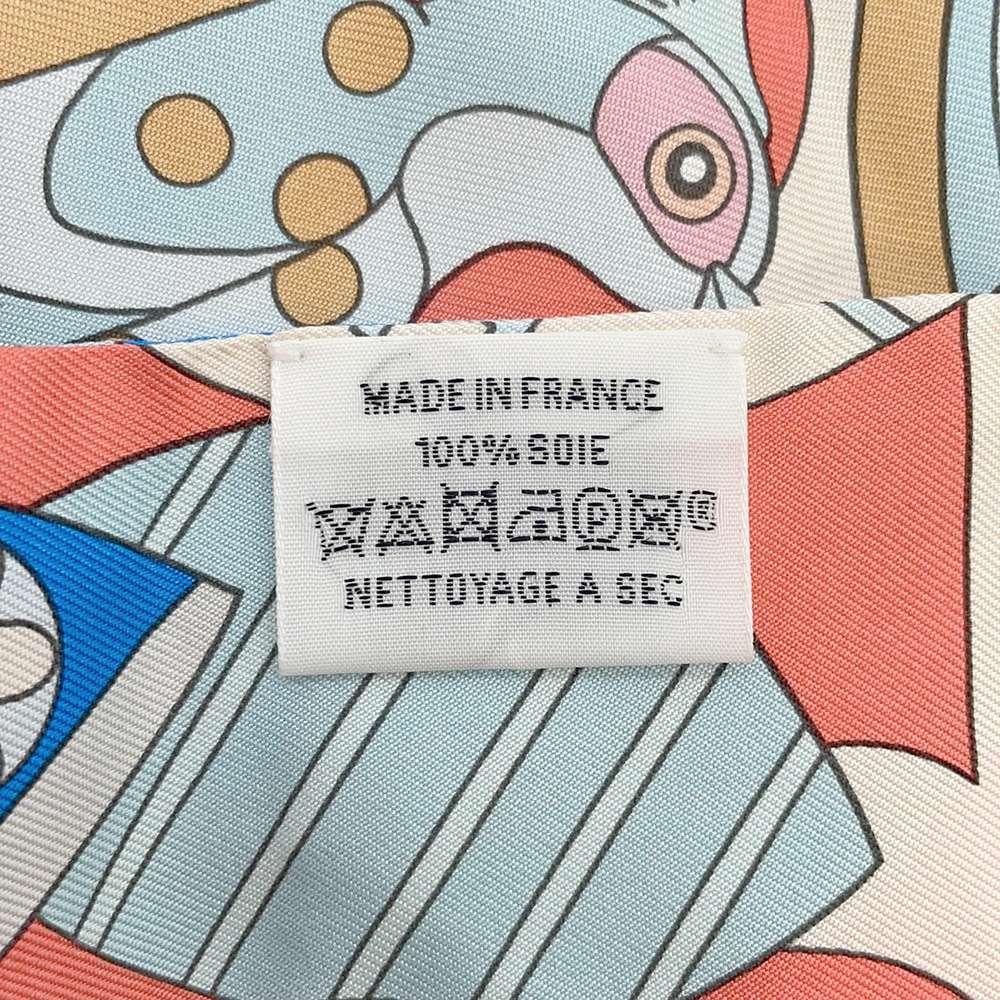 MADE IN FRANCE
100% SOIE
P
NETTOYAGE A SEC